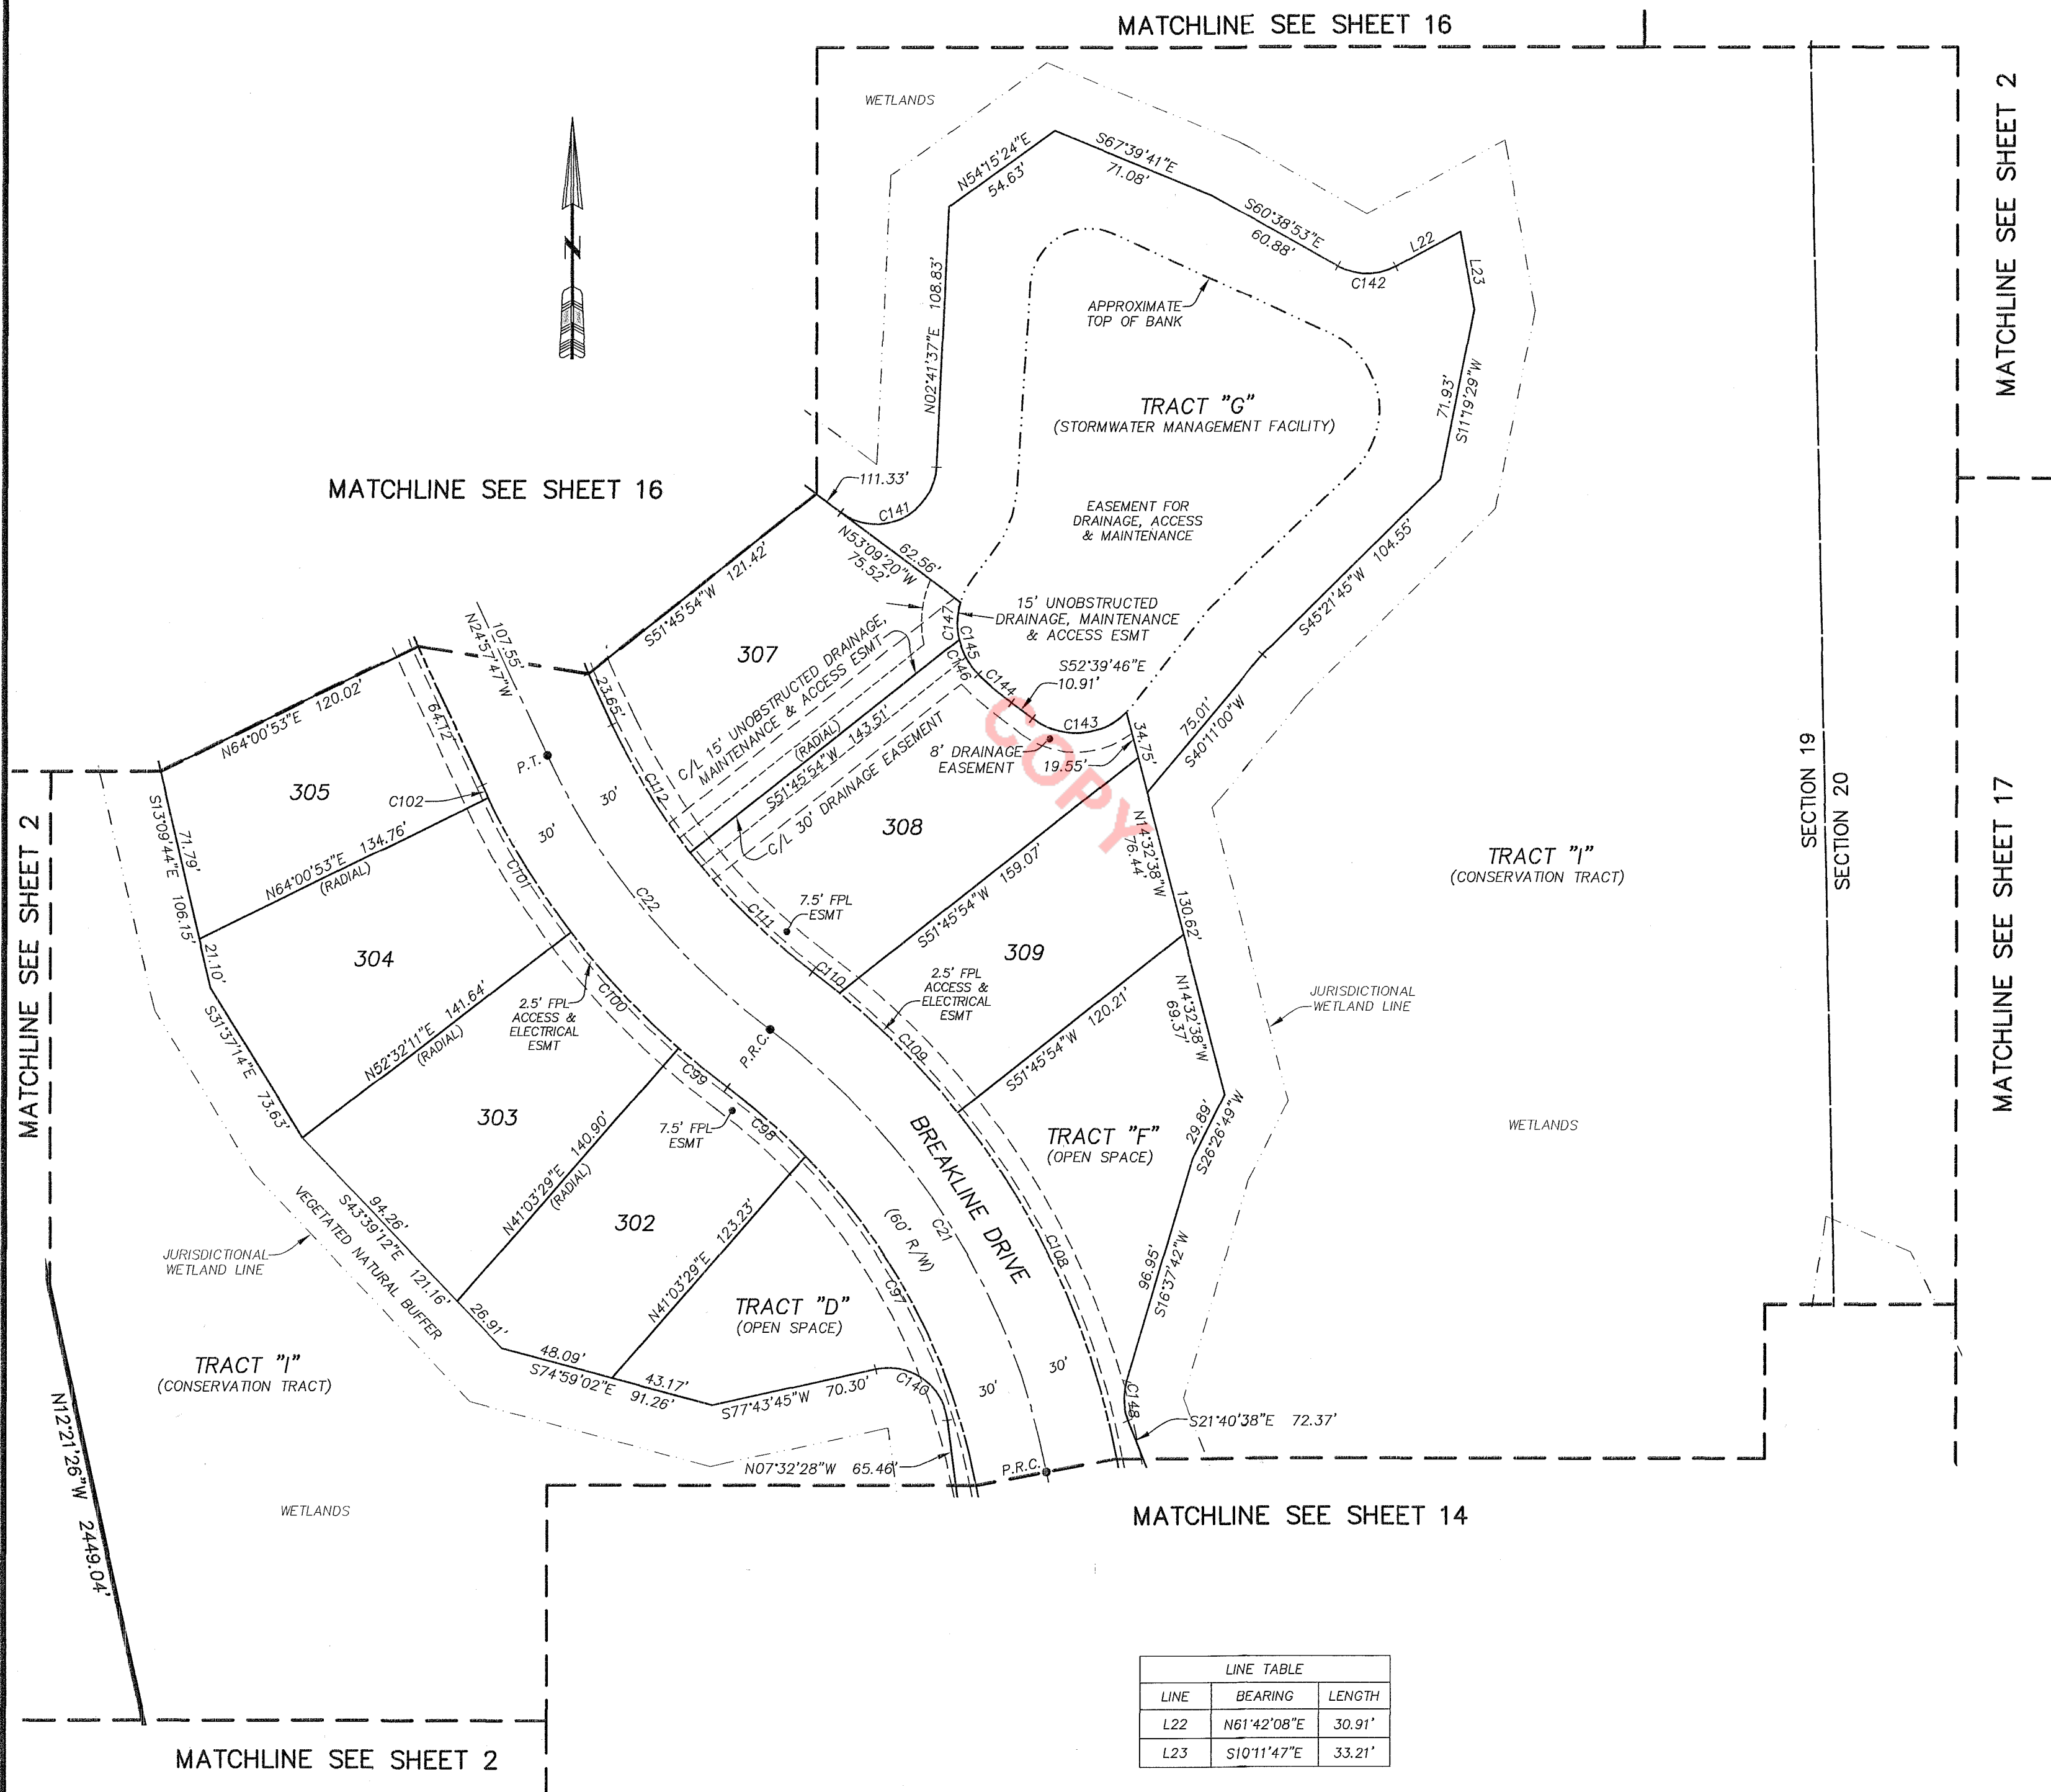 MATCHLINE SEE SHEET 16
WETLANDS
MATCHLINE SEE SHEET 2
N54°15'24"E
54.63'
S67°39'41"E
71.08'
S60°38'53"E
60.88'
L22
L23
C142
N
N02°41'37"E 108.83'
APPROXIMATE
TOP OF BANK
TRACT "G"
(STORMWATER MANAGEMENT FACILITY)
71.93'
S11°19'29"W
MATCHLINE SEE SHEET 16
111.33'
C141
EASEMENT FOR
DRAINAGE, ACCESS
& MAINTENANCE
S45°21'45"W 104.55'
N53°09'20"W
75.52'
62.56'
S51°45'54"W 121.42'
15' UNOBSTRUCTED
DRAINAGE, MAINTENANCE
& ACCESS ESMT
C147
C145
C146
C144
S52°39'46"E
10.91'
C143
107.55'
N24°57'47"W
307
23.65'
C/L 15' UNOBSTRUCTED DRAINAGE,
MAINTENANCE & ACCESS ESMT
(RADIAL)
S51°45'54"W 143.51'
C/L 30' DRAINAGE EASEMENT
8' DRAINAGE
EASEMENT
19.55'
34.75'
75.01'
S40°11'00"W
COPY
N64°00'53"E 120.02'
64.12'
P.T.
305
C102
30'
30'
C112
308
N14°32'38"W
76.44'
SECTION 19
SECTION 20
MATCHLINE SEE SHEET 17
MATCHLINE SEE SHEET 2
71.79'
S13°09'44"E 106.15'
N64°00'53"E 134.76'
(RADIAL)
C101
C22
C111
7.5' FPL
ESMT
S51°45'54"W 159.07'
130.62'
TRACT "I"
(CONSERVATION TRACT)
21.10'
304
309
C110
2.5' FPL
ACCESS &
ELECTRICAL
ESMT
N14°32'38"W
69.37'
JURISDICTIONAL
WETLAND LINE
S31°37'14"E 73.63'
N52°32'11"E 141.64'
(RADIAL)
2.5' FPL
ACCESS &
ELECTRICAL
ESMT
C100
P.R.C.
C109
S51°45'54"W 120.21'
303
C99
7.5' FPL
ESMT
C98
TRACT "F"
(OPEN SPACE)
29.89'
S26°26'49"W
WETLANDS
BREAKLINE DRIVE
(60' R/W)
94.26'
S43°39'12"E 121.16'
N41°03'29"E 140.90'
(RADIAL)
302
N41°03'29"E 123.23'
C21
C97
C108
96.95'
S16°37'42"W
VEGETATED NATURAL BUFFER
JURISDICTIONAL
WETLAND LINE
26.91'
TRACT "D"
(OPEN SPACE)
TRACT "I"
(CONSERVATION TRACT)
48.09'
S74°59'02"E 91.26'
43.17'
S77°43'45"W 70.30'
C140
30'
30'
C148
S21°40'38"E 72.37'
N12°21'26"W 2449.04'
N07°32'28"W 65.46'
P.R.C.
WETLANDS
MATCHLINE SEE SHEET 14
MATCHLINE SEE SHEET 2
LINE TABLE
LINE BEARING LENGTH
L22 N61°42'08"E 30.91'
L23 S10°11'47"E 33.21'